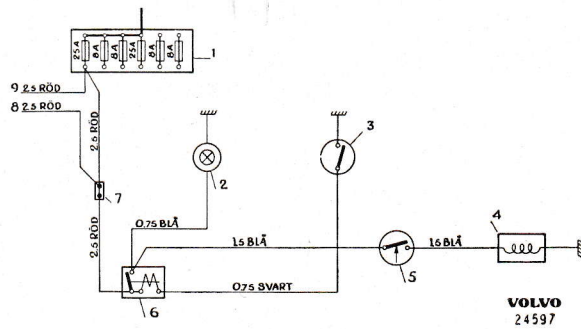 25A 8A 8A 25A 8A 8A
1
9 2.5 RÖD
8 2.5 RÖD
2.5 RÖD
3
2
7
0,75 BLÅ
4
2.5 RÖD
1.5 BLÅ
1.5 BLÅ
5
0.75 SVART
6
VOLVO
24597